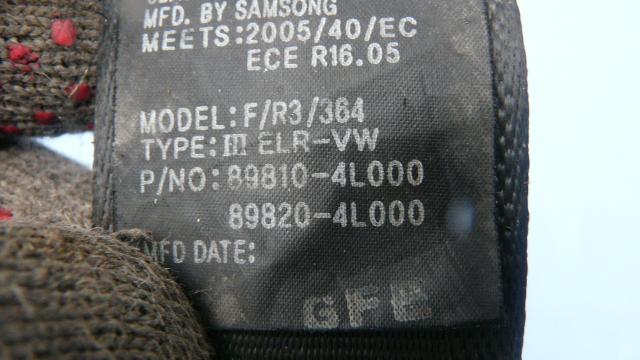 MFD. BY SAMSONG
MEETS:2005/40/EC
ECE R16.05
MODEL:F/R3/364
TYPE:III ELR-VW
P/NO:89810-4L000
89820-4L000
MFD DATE:
GFE